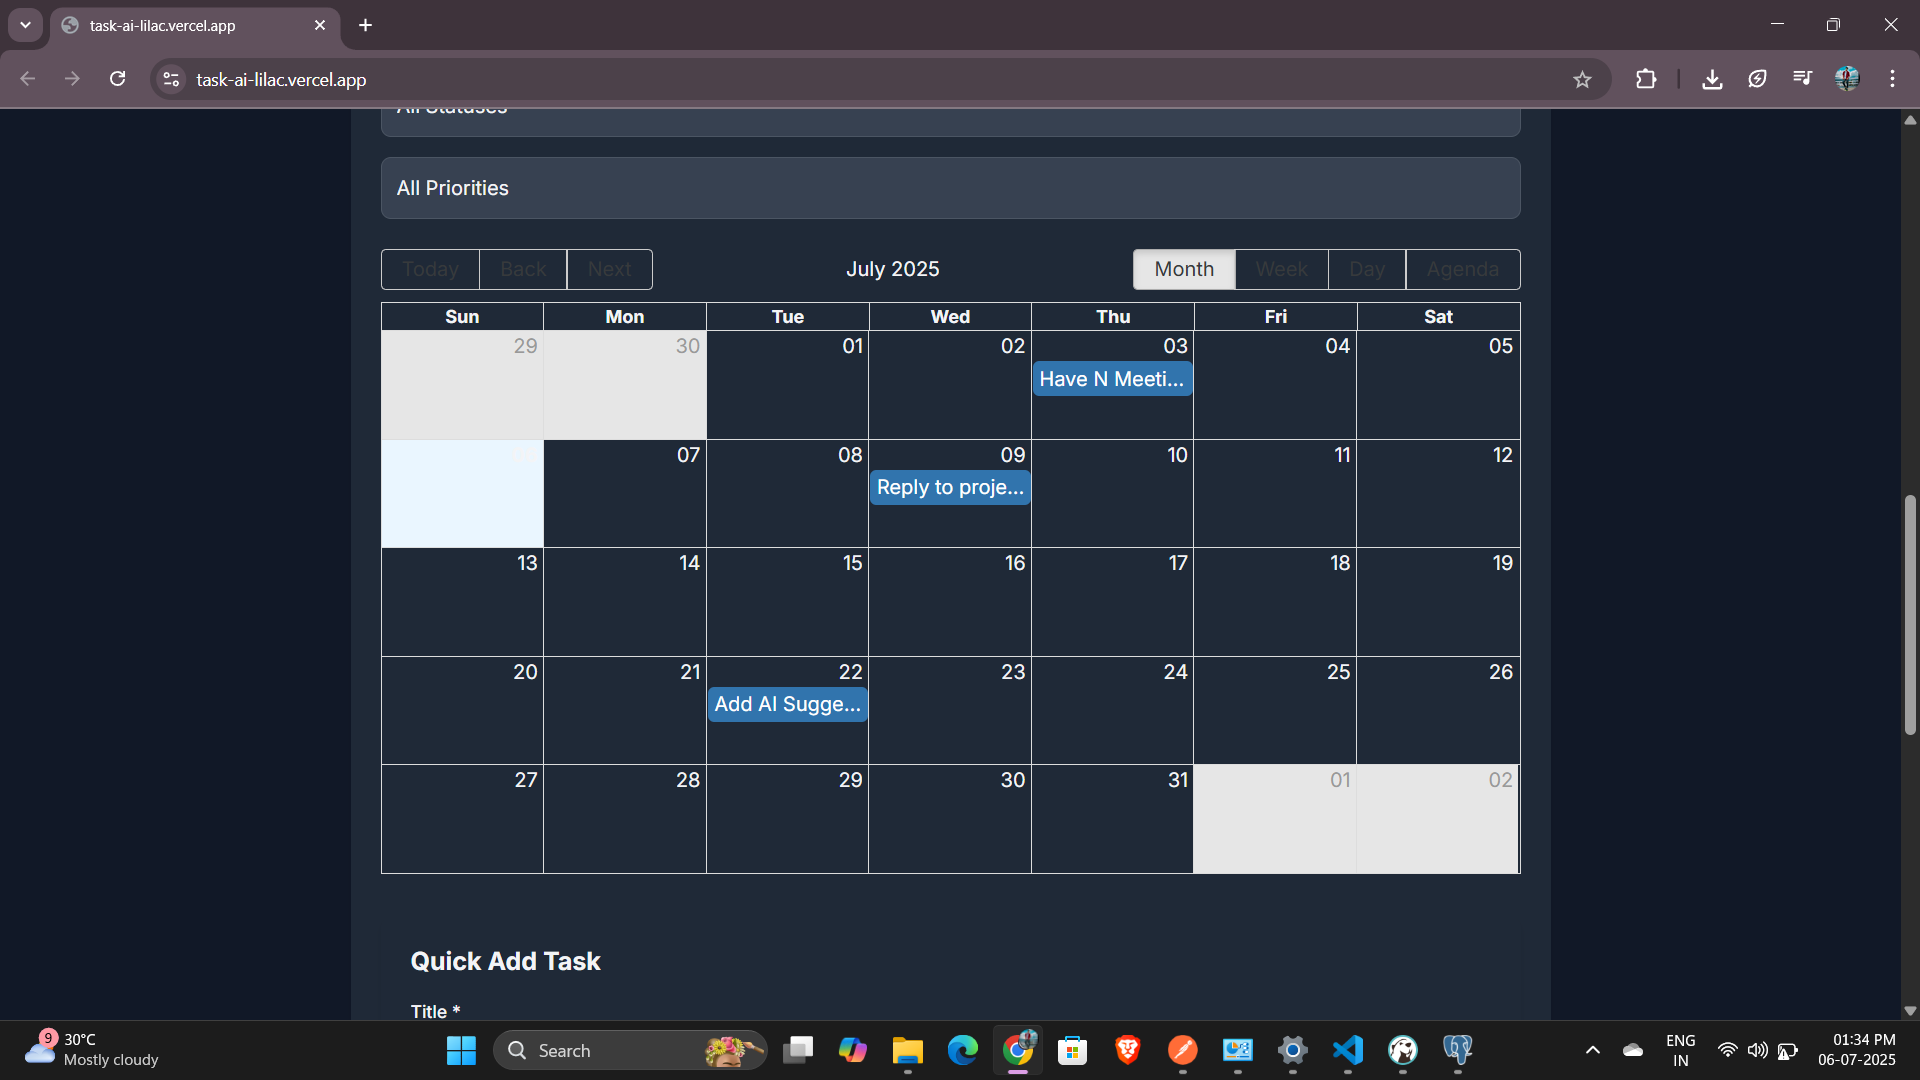 task-ai-lilac.vercel.app
task-ai-lilac.vercel.app
All Statuses
All Priorities
Today Back Next July 2025 Month Week Day Agenda
Sun Mon Tue Wed Thu Fri Sat
29 30 01 02 03 04 05
Have N Meeti...
07 08 09 10 11 12
Reply to proje...
13 14 15 16 17 18 19
20 21 22 23 24 25 26
Add AI Sugge...
27 28 29 30 31 01 02
Quick Add Task
Title *
9
30°C
Mostly cloudy
Search
ENG
IN
01:34 PM
06-07-2025